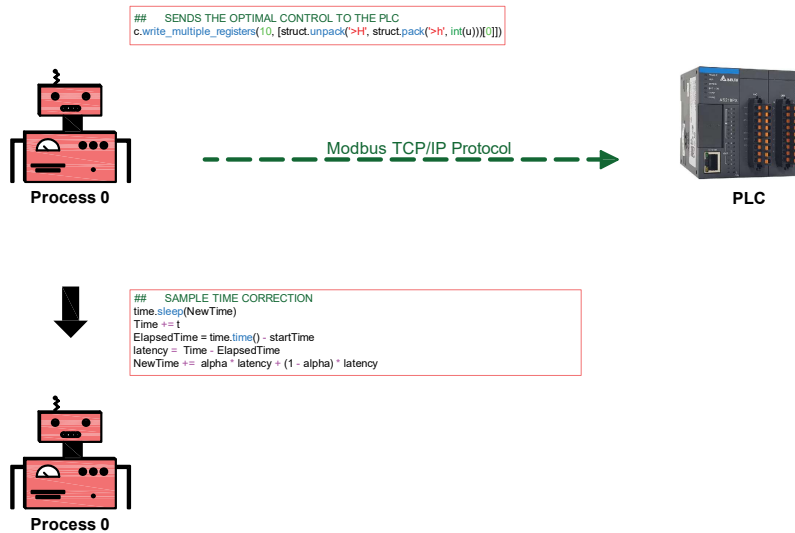 ## SENDS THE OPTIMAL CONTROL TO THE PLC
c.write_multiple_registers(10, [struct.unpack('>H', struct.pack('>h', int(u)))[0]])
Modbus TCP/IP Protocol
Process 0
PLC
## SAMPLE TIME CORRECTION
time.sleep(NewTime)
Time += t
ElapsedTime = time.time() - startTime
latency = Time - ElapsedTime
NewTime += alpha * latency + (1 - alpha) * latency
Process 0